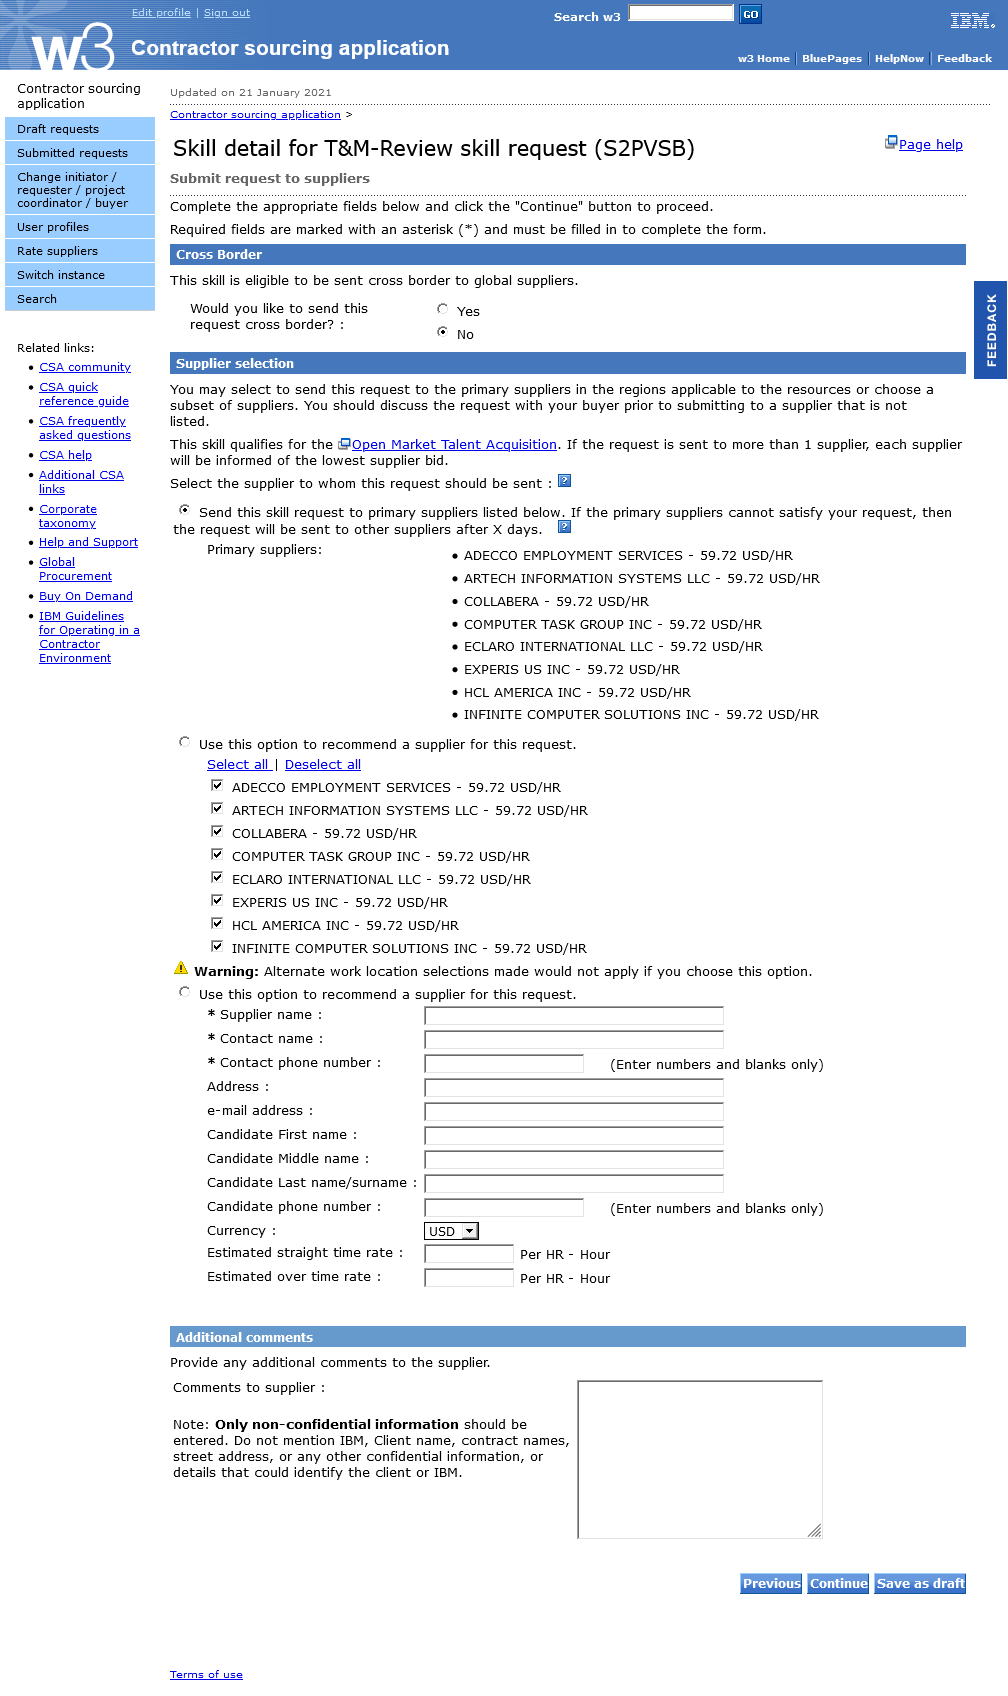 Edit profile | Sign out
Search w3
GO
IBM.
w3
Contractor sourcing application
w3 Home | BluePages | HelpNow | Feedback
Contractor sourcing
application
Draft requests
Submitted requests
Change initiator /
requester / project
coordinator / buyer
User profiles
Rate suppliers
Switch instance
Search
Related links:
• CSA community
• CSA quick
reference guide
• CSA frequently
asked questions
• CSA help
• Additional CSA
links
• Corporate
taxonomy
• Help and Support
• Global
Procurement
• Buy On Demand
• IBM Guidelines
for Operating in a
Contractor
Environment
Updated on 21 January 2021
Contractor sourcing application >
Skill detail for T&M-Review skill request (S2PVSB)
Page help
Submit request to suppliers
Complete the appropriate fields below and click the "Continue" button to proceed.
Required fields are marked with an asterisk (*) and must be filled in to complete the form.
Cross Border
This skill is eligible to be sent cross border to global suppliers.
Would you like to send this
request cross border? :
Yes
No
FEEDBACK
Supplier selection
You may select to send this request to the primary suppliers in the regions applicable to the resources or choose a
subset of suppliers. You should discuss the request with your buyer prior to submitting to a supplier that is not
listed.
This skill qualifies for the Open Market Talent Acquisition. If the request is sent to more than 1 supplier, each supplier
will be informed of the lowest supplier bid.
Select the supplier to whom this request should be sent : ?
Send this skill request to primary suppliers listed below. If the primary suppliers cannot satisfy your request, then
the request will be sent to other suppliers after X days. ?
Primary suppliers:
• ADECCO EMPLOYMENT SERVICES - 59.72 USD/HR
• ARTECH INFORMATION SYSTEMS LLC - 59.72 USD/HR
• COLLABERA - 59.72 USD/HR
• COMPUTER TASK GROUP INC - 59.72 USD/HR
• ECLARO INTERNATIONAL LLC - 59.72 USD/HR
• EXPERIS US INC - 59.72 USD/HR
• HCL AMERICA INC - 59.72 USD/HR
• INFINITE COMPUTER SOLUTIONS INC - 59.72 USD/HR
Use this option to recommend a supplier for this request.
Select all | Deselect all
ADECCO EMPLOYMENT SERVICES - 59.72 USD/HR
ARTECH INFORMATION SYSTEMS LLC - 59.72 USD/HR
COLLABERA - 59.72 USD/HR
COMPUTER TASK GROUP INC - 59.72 USD/HR
ECLARO INTERNATIONAL LLC - 59.72 USD/HR
EXPERIS US INC - 59.72 USD/HR
HCL AMERICA INC - 59.72 USD/HR
INFINITE COMPUTER SOLUTIONS INC - 59.72 USD/HR
Warning: Alternate work location selections made would not apply if you choose this option.
Use this option to recommend a supplier for this request.
* Supplier name :
* Contact name :
* Contact phone number : (Enter numbers and blanks only)
Address :
e-mail address :
Candidate First name :
Candidate Middle name :
Candidate Last name/surname :
Candidate phone number : (Enter numbers and blanks only)
Currency : USD
Estimated straight time rate : Per HR - Hour
Estimated over time rate : Per HR - Hour
Additional comments
Provide any additional comments to the supplier.
Comments to supplier :
Note: Only non-confidential information should be
entered. Do not mention IBM, Client name, contract names,
street address, or any other confidential information, or
details that could identify the client or IBM.
Previous Continue Save as draft
Terms of use